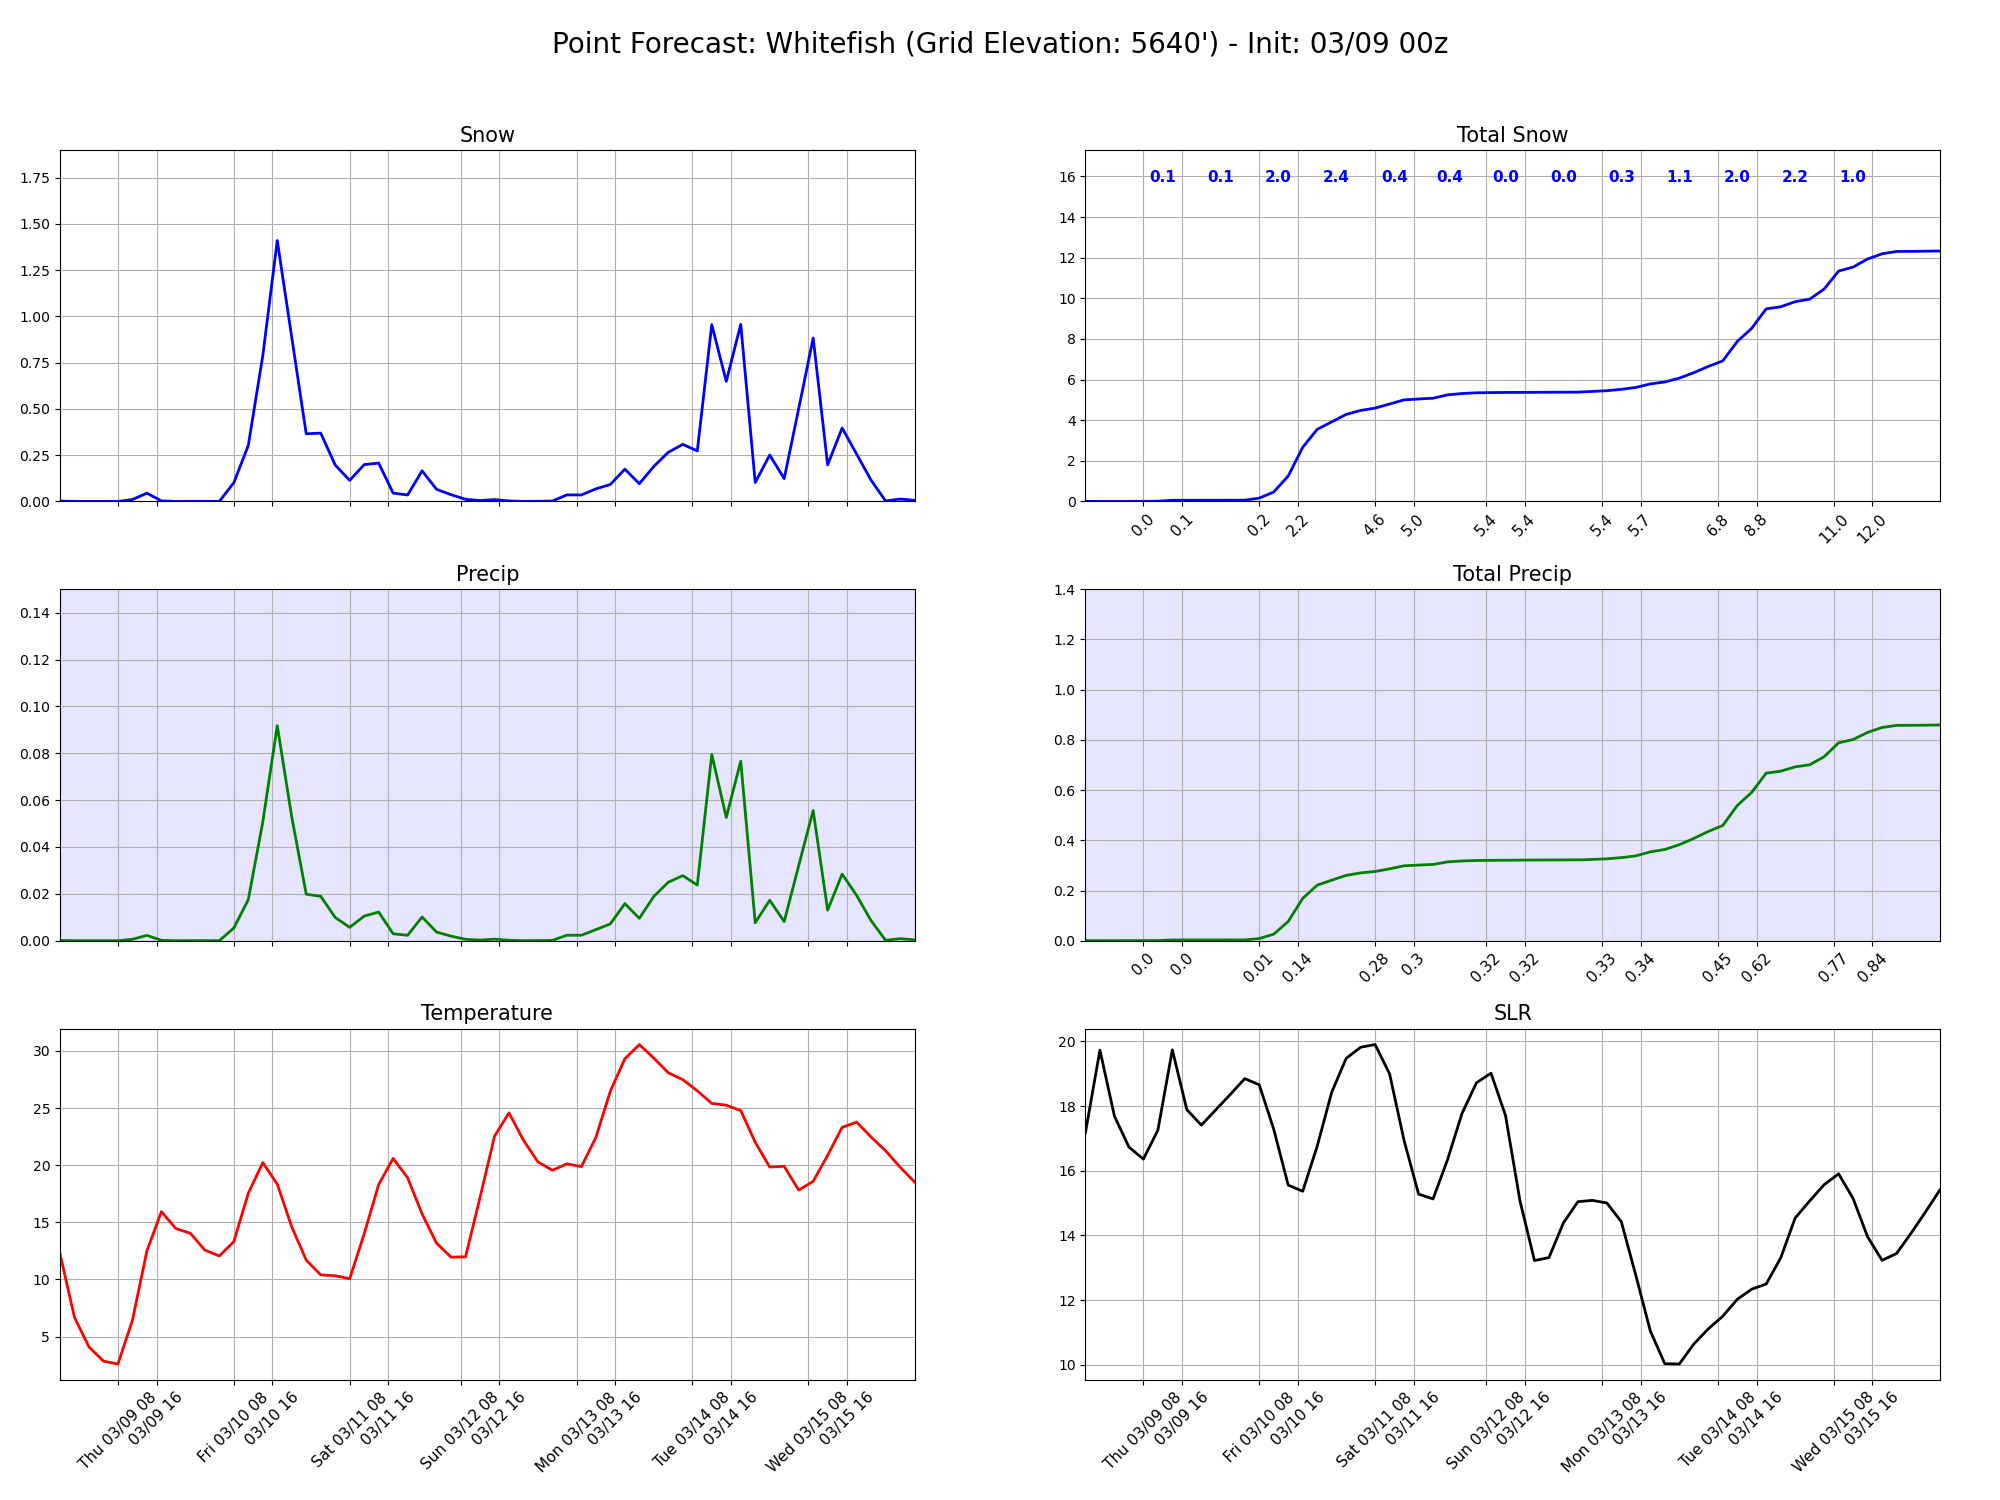 Point Forecast: Whitefish (Grid Elevation: 5640') - Init: 03/09 00z
Snow
1.75
1.50
1.25
1.00
0.75
0.50
0.25
0.00
Total Snow
16
14
12
10
8
6
4
2
0
0.1 0.1 2.0 2.4 0.4 0.4 0.0 0.0 0.3 1.1 2.0 2.2 1.0
0.0 0.1 0.2 2.2 4.6 5.0 5.4 5.4 5.4 5.7 6.8 8.8 11.0 12.0
Precip
0.14
0.12
0.10
0.08
0.06
0.04
0.02
0.00
Total Precip
1.4
1.2
1.0
0.8
0.6
0.4
0.2
0.0
0.0 0.0 0.01 0.14 0.28 0.3 0.32 0.32 0.33 0.34 0.45 0.62 0.77 0.84
Temperature
30
25
20
15
10
5
Thu 03/09 08
03/09 16
Fri 03/10 08
03/10 16
Sat 03/11 08
03/11 16
Sun 03/12 08
03/12 16
Mon 03/13 08
03/13 16
Tue 03/14 08
03/14 16
Wed 03/15 08
03/15 16
SLR
20
18
16
14
12
10
Thu 03/09 08
03/09 16
Fri 03/10 08
03/10 16
Sat 03/11 08
03/11 16
Sun 03/12 08
03/12 16
Mon 03/13 08
03/13 16
Tue 03/14 08
03/14 16
Wed 03/15 08
03/15 16